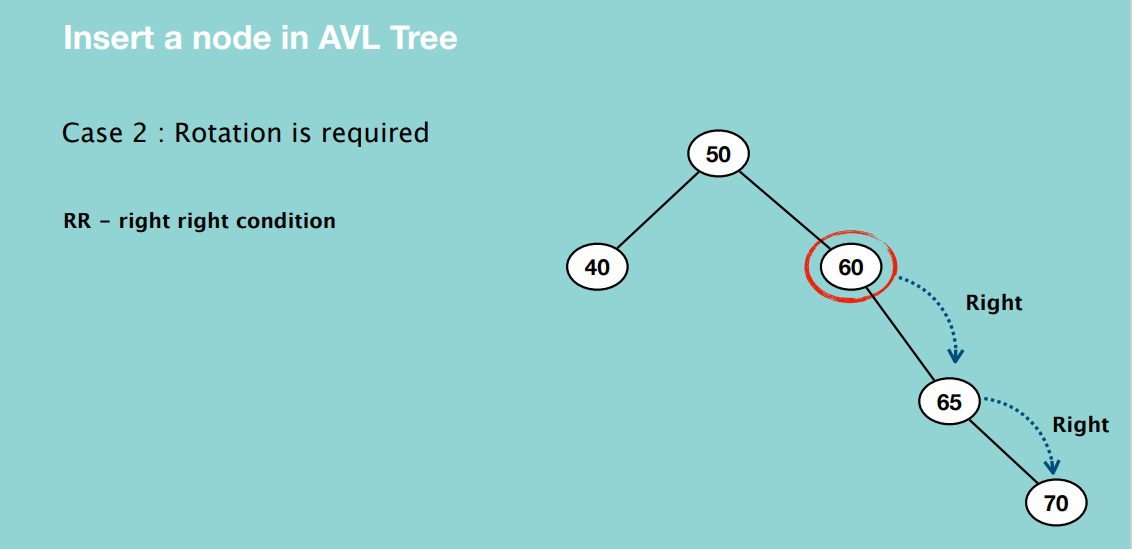 Insert a node in AVL Tree
Case 2 : Rotation is required
RR – right right condition
50
40
60
Right
65
Right
70